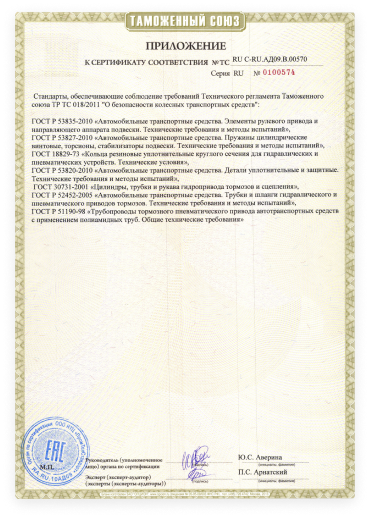 ТАМОЖЕННЫЙ СОЮЗ
ПРИЛОЖЕНИЕ
К СЕРТИФИКАТУ СООТВЕТСТВИЯ №ТС RU C-RU.АД09.В.00570
Серия RU № 0100574
Стандарты, обеспечивающие соблюдение требований Технического регламента Таможенного
союза ТР ТС 018/2011 "О безопасности колесных транспортных средств":
ГОСТ Р 53835-2010 «Автомобильные транспортные средства. Элементы рулевого привода и
направляющего аппарата подвески. Технические требования и методы испытаний»,
ГОСТ Р 53827-2010 «Автомобильные транспортные средства. Пружины цилиндрические
винтовые, торсионы, стабилизаторы подвески. Технические требования и методы испытаний»,
ГОСТ 18829-73 «Кольца резиновые уплотнительные круглого сечения для гидравлических и
пневматических устройств. Технические условия»,
ГОСТ Р 53820-2010 «Автомобильные транспортные средства. Детали уплотнительные и защитные.
Технические требования и методы испытаний»,
ГОСТ 30731-2001 «Цилиндры, трубки и рукава гидропривода тормозов и сцепления»,
ГОСТ Р 52452-2005 «Автомобильные транспортные средства. Трубки и шланги гидравлического и
пневматического приводов тормозов. Технические требования и методы испытаний»,
ГОСТ Р 51190-98 «Трубопроводы тормозного пневматического привода автотранспортных средств
с применением полиамидных труб. Общие технические требования»
ЕАС
М.П.
Руководитель (уполномоченное
лицо) органа по сертификации
Ю.С. Аверина
(инициалы, фамилия)
Эксперт (эксперт-аудитор)
(эксперты (эксперты-аудиторы))
П.С. Арнатский
(инициалы, фамилия)